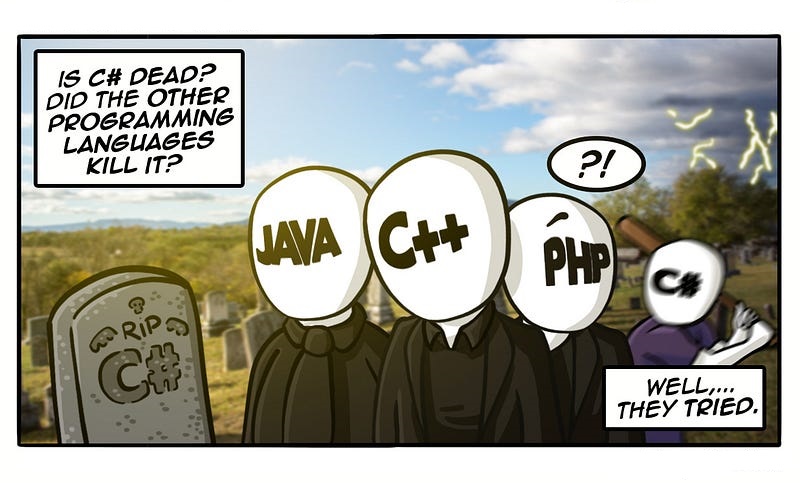 IS C# DEAD?
DID THE OTHER
PROGRAMMING
LANGUAGES
KILL IT?
?!
JAVA
C++
PHP
C#
RIP
C#
WELL,...
THEY TRIED.